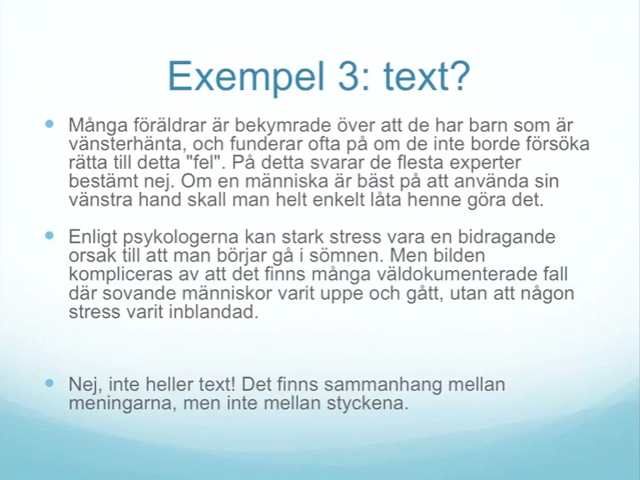 Exempel 3: text?
Många föräldrar är bekymrade över att de har barn som är
vänsterhänta, och funderar ofta på om de inte borde försöka
rätta till detta "fel". På detta svarar de flesta experter
bestämt nej. Om en människa är bäst på att använda sin
vänstra hand skall man helt enkelt låta henne göra det.
Enligt psykologerna kan stark stress vara en bidragande
orsak till att man börjar gå i sömnen. Men bilden
kompliceras av att det finns många väldokumenterade fall
där sovande människor varit uppe och gått, utan att någon
stress varit inblandad.
Nej, inte heller text! Det finns sammanhang mellan
meningarna, men inte mellan styckena.